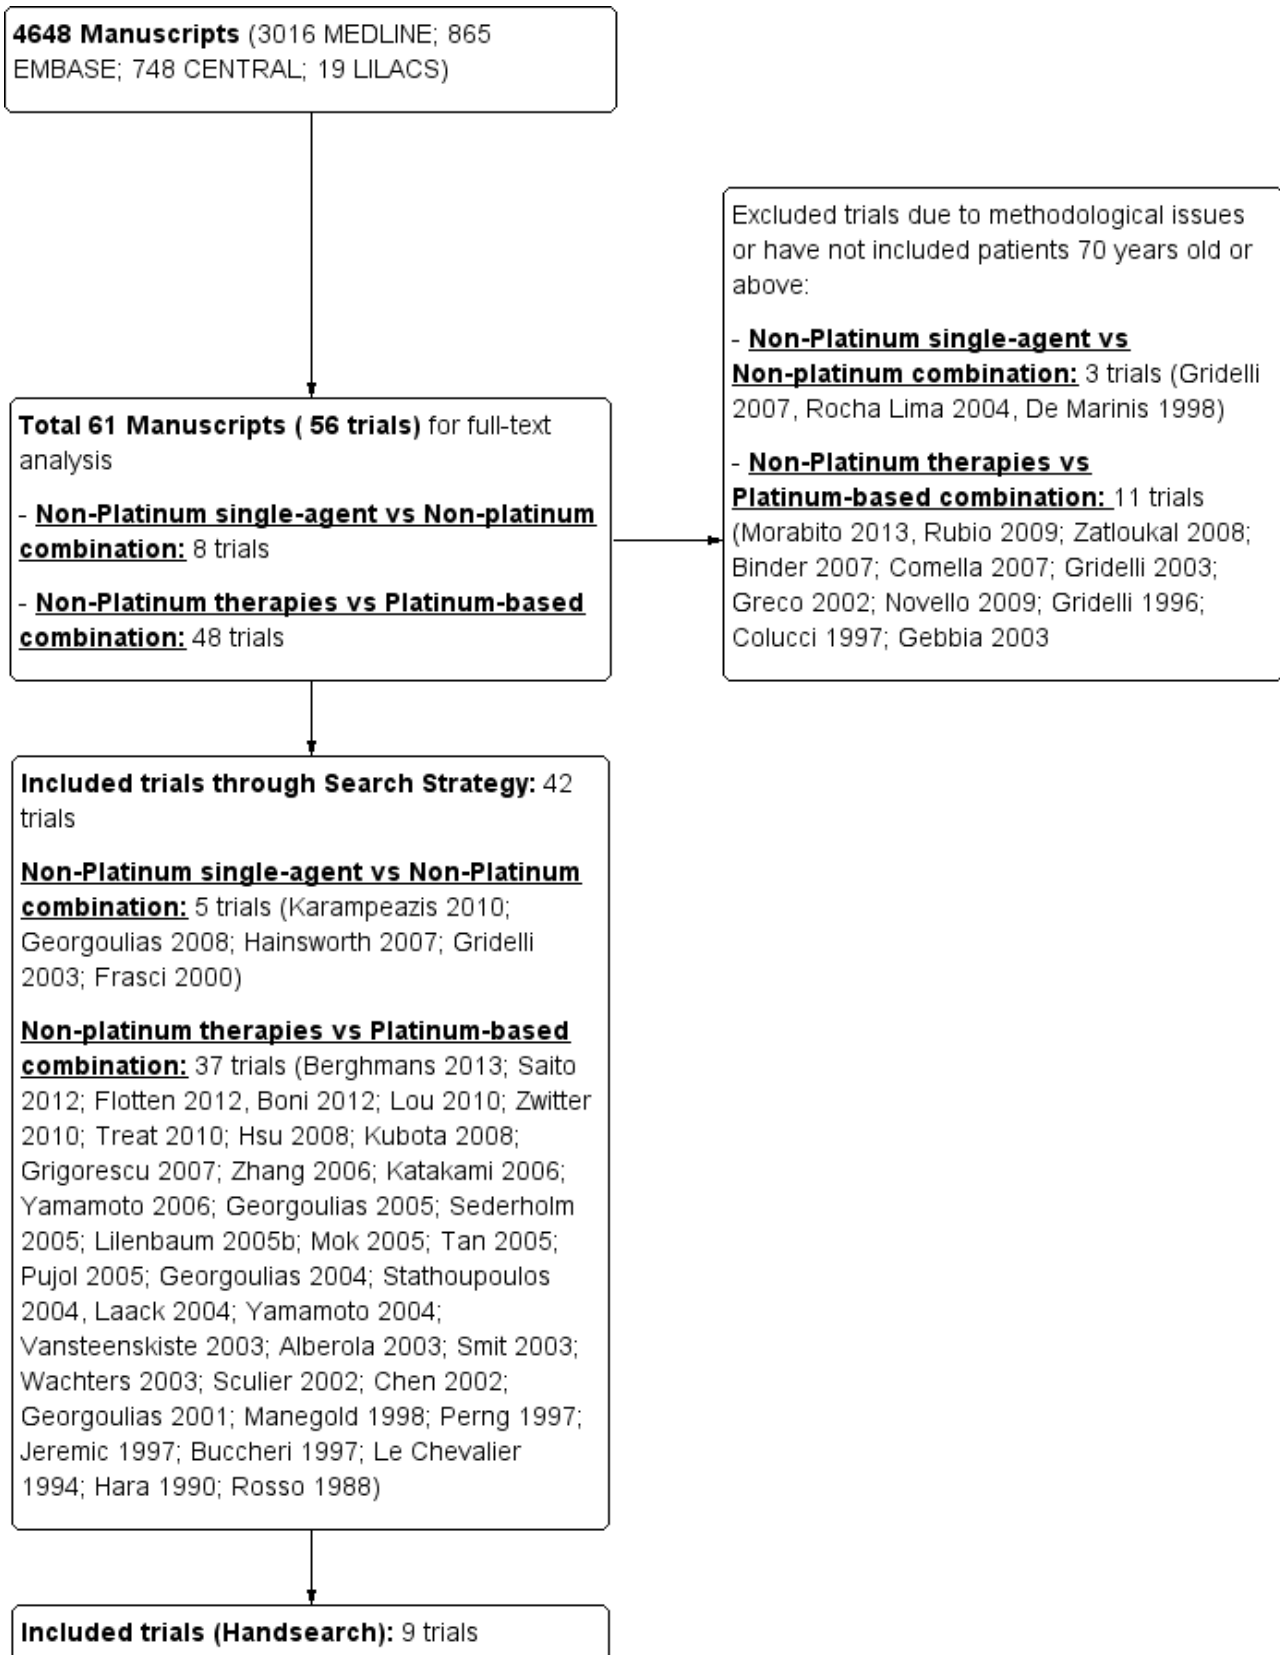 4648 Manuscripts (3016 MEDLINE; 865
EMBASE; 748 CENTRAL; 19 LILACS)
Excluded trials due to methodological issues
or have not included patients 70 years old or
above:
- Non-Platinum single-agent vs
Non-platinum combination: 3 trials (Gridelli
2007, Rocha Lima 2004, De Marinis 1998)
- Non-Platinum therapies vs
Platinum-based combination: 11 trials
(Morabito 2013, Rubio 2009; Zatloukal 2008;
Binder 2007; Comella 2007; Gridelli 2003;
Greco 2002; Novello 2009; Gridelli 1996;
Colucci 1997; Gebbia 2003
Total 61 Manuscripts ( 56 trials) for full-text
analysis
- Non-Platinum single-agent vs Non-platinum
combination: 8 trials
- Non-Platinum therapies vs Platinum-based
combination: 48 trials
Included trials through Search Strategy: 42
trials
Non-Platinum single-agent vs Non-Platinum
combination: 5 trials (Karampeazis 2010;
Georgoulias 2008; Hainsworth 2007; Gridelli
2003; Frasci 2000)
Non-platinum therapies vs Platinum-based
combination: 37 trials (Berghmans 2013; Saito
2012; Flotten 2012, Boni 2012; Lou 2010; Zwitter
2010; Treat 2010; Hsu 2008; Kubota 2008;
Grigorescu 2007; Zhang 2006; Katakami 2006;
Yamamoto 2006; Georgoulias 2005; Sederholm
2005; Lilenbaum 2005b; Mok 2005; Tan 2005;
Pujol 2005; Georgoulias 2004; Stathoupoulos
2004, Laack 2004; Yamamoto 2004;
Vansteenskiste 2003; Alberola 2003; Smit 2003;
Wachters 2003; Sculier 2002; Chen 2002;
Georgoulias 2001; Manegold 1998; Perng 1997;
Jeremic 1997; Buccheri 1997; Le Chevalier
1994; Hara 1990; Rosso 1988)
Included trials (Handsearch): 9 trials